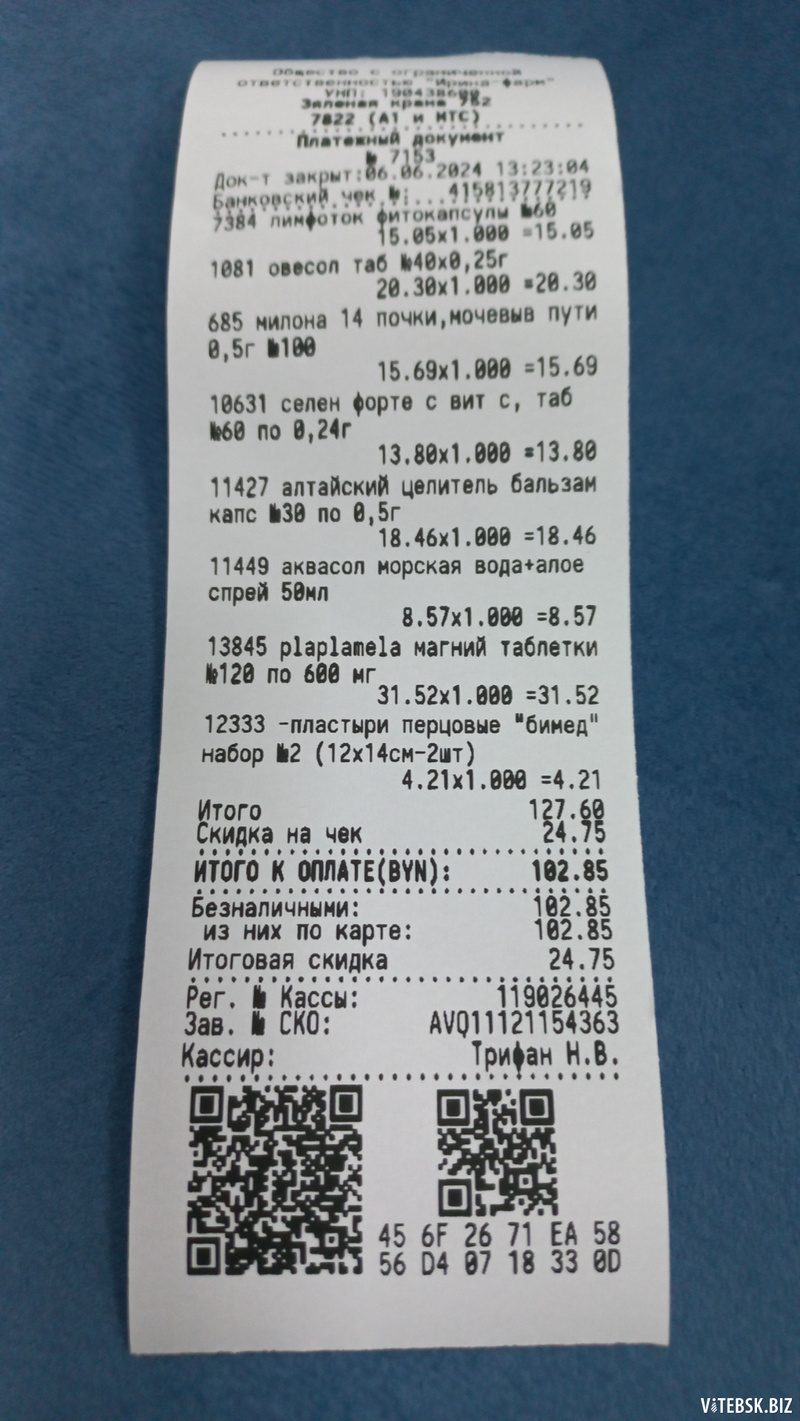 Общество с ограниченной
ответственностью "Ирина-фарм"
УНП:
Зеленая крама 762
7822 (А1 и МТС)
Платежный документ
№ 7153
Док-т закрыт:06.06.2024 13:23:04
Банковский чек №:...415813777219
7384 лимфоток фитокапсулы №60
15.05x1.000 =15.05
1081 овесол таб №40х0,25г
20.30x1.000 =20.30
685 милона 14 почки,мочевыв пути
0,5г №100
15.69x1.000 =15.69
10631 селен форте с вит с, таб
№60 по 0,24г
13.80x1.000 =13.80
11427 алтайский целитель бальзам
капс №30 по 0,5г
18.46x1.000 =18.46
11449 аквасол морская вода+алое
спрей 50мл
8.57x1.000 =8.57
13845 plaplamela магний таблетки
№120 по 600 мг
31.52x1.000 =31.52
12333 -пластыри перцовые "бимед"
набор №2 (12х14см-2шт)
4.21x1.000 =4.21
Итого 127.60
Скидка на чек 24.75
ИТОГО К ОПЛАТЕ(BYN): 102.85
Безналичными: 102.85
из них по карте: 102.85
Итоговая скидка 24.75
Рег. № Кассы: 119026445
Зав. № СКО: AVQ11121154363
Кассир: Трифан Н.В.
45 6F 26 71 EA 58
56 D4 07 18 33 0D
ViTEBSK.BIZ